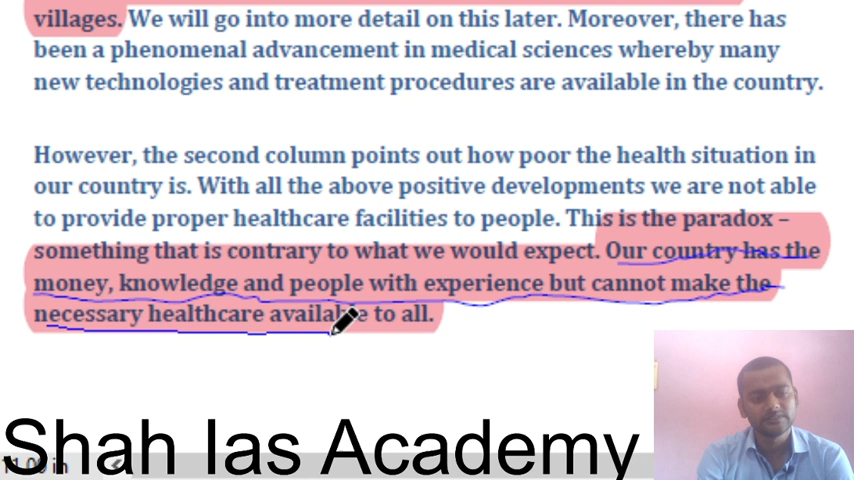 villages. We will go into more detail on this later. Moreover, there has
been a phenomenal advancement in medical sciences whereby many
new technologies and treatment procedures are available in the country.
However, the second column points out how poor the health situation in
our country is. With all the above positive developments we are not able
to provide proper healthcare facilities to people. This is the paradox –
something that is contrary to what we would expect. Our country has the
money, knowledge and people with experience but cannot make the
necessary healthcare available to all.
Shah Ias Academy
in